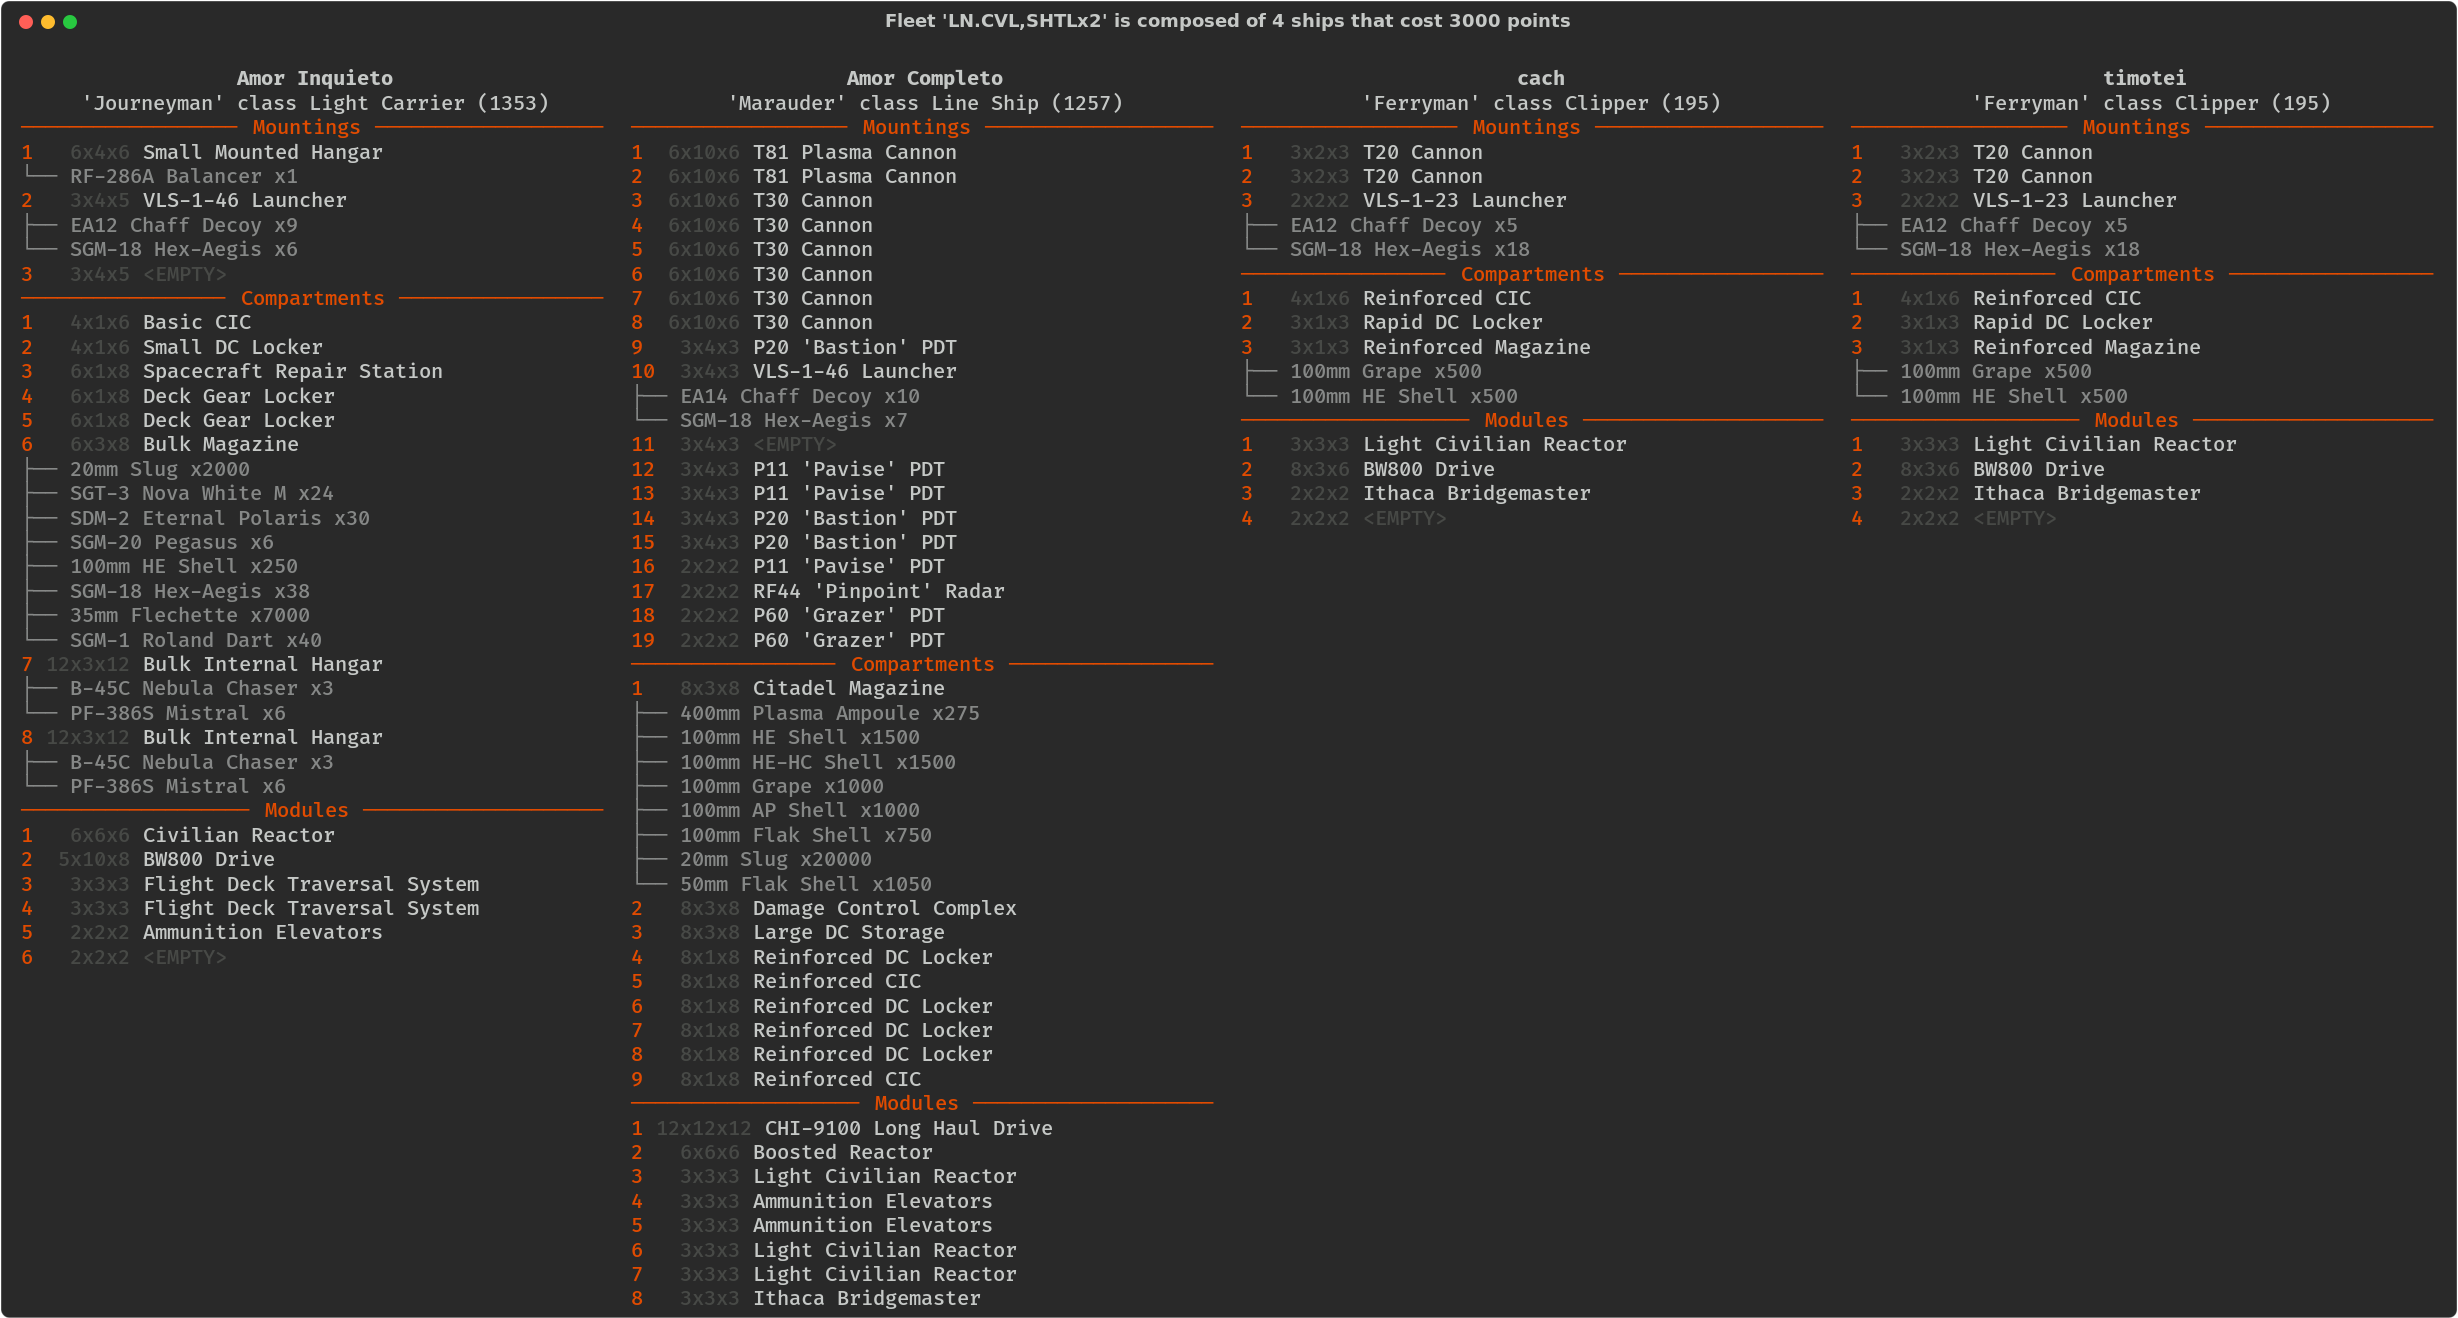 Fleet 'LN.CVL,SHTLx2' is composed of 4 ships that cost 3000 points
Amor Inquieto
'Journeyman' class Light Carrier (1353)
Mountings
1 6x4x6 Small Mounted Hangar
RF-286A Balancer x1
2 3x4x5 VLS-1-46 Launcher
EA12 Chaff Decoy x9
SGM-18 Hex-Aegis x6
3 3x4x5 <EMPTY>
Compartments
1 4x1x6 Basic CIC
2 4x1x6 Small DC Locker
3 6x1x8 Spacecraft Repair Station
4 6x1x8 Deck Gear Locker
5 6x1x8 Deck Gear Locker
6 6x3x8 Bulk Magazine
20mm Slug x2000
SGT-3 Nova White M x24
SDM-2 Eternal Polaris x30
SGM-20 Pegasus x6
100mm HE Shell x250
SGM-18 Hex-Aegis x38
35mm Flechette x7000
SGM-1 Roland Dart x40
7 12x3x12 Bulk Internal Hangar
B-45C Nebula Chaser x3
PF-386S Mistral x6
8 12x3x12 Bulk Internal Hangar
B-45C Nebula Chaser x3
PF-386S Mistral x6
Modules
1 6x6x6 Civilian Reactor
2 5x10x8 BW800 Drive
3 3x3x3 Flight Deck Traversal System
4 3x3x3 Flight Deck Traversal System
5 2x2x2 Ammunition Elevators
6 2x2x2 <EMPTY>
Amor Completo
'Marauder' class Line Ship (1257)
Mountings
1 6x10x6 T81 Plasma Cannon
2 6x10x6 T81 Plasma Cannon
3 6x10x6 T30 Cannon
4 6x10x6 T30 Cannon
5 6x10x6 T30 Cannon
6 6x10x6 T30 Cannon
7 6x10x6 T30 Cannon
8 6x10x6 T30 Cannon
9 3x4x3 P20 'Bastion' PDT
10 3x4x3 VLS-1-46 Launcher
EA14 Chaff Decoy x10
SGM-18 Hex-Aegis x7
11 3x4x3 <EMPTY>
12 3x4x3 P11 'Pavise' PDT
13 3x4x3 P11 'Pavise' PDT
14 3x4x3 P20 'Bastion' PDT
15 3x4x3 P20 'Bastion' PDT
16 2x2x2 P11 'Pavise' PDT
17 2x2x2 RF44 'Pinpoint' Radar
18 2x2x2 P60 'Grazer' PDT
19 2x2x2 P60 'Grazer' PDT
Compartments
1 8x3x8 Citadel Magazine
400mm Plasma Ampoule x275
100mm HE Shell x1500
100mm HE-HC Shell x1500
100mm Grape x1000
100mm AP Shell x1000
100mm Flak Shell x750
20mm Slug x20000
50mm Flak Shell x1050
2 8x3x8 Damage Control Complex
3 8x3x8 Large DC Storage
4 8x1x8 Reinforced DC Locker
5 8x1x8 Reinforced CIC
6 8x1x8 Reinforced DC Locker
7 8x1x8 Reinforced DC Locker
8 8x1x8 Reinforced DC Locker
9 8x1x8 Reinforced CIC
Modules
1 12x12x12 CHI-9100 Long Haul Drive
2 6x6x6 Boosted Reactor
3 3x3x3 Light Civilian Reactor
4 3x3x3 Ammunition Elevators
5 3x3x3 Ammunition Elevators
6 3x3x3 Light Civilian Reactor
7 3x3x3 Light Civilian Reactor
8 3x3x3 Ithaca Bridgemaster
cach
'Ferryman' class Clipper (195)
Mountings
1 3x2x3 T20 Cannon
2 3x2x3 T20 Cannon
3 2x2x2 VLS-1-23 Launcher
EA12 Chaff Decoy x5
SGM-18 Hex-Aegis x18
Compartments
1 4x1x6 Reinforced CIC
2 3x1x3 Rapid DC Locker
3 3x1x3 Reinforced Magazine
100mm Grape x500
100mm HE Shell x500
Modules
1 3x3x3 Light Civilian Reactor
2 8x3x6 BW800 Drive
3 2x2x2 Ithaca Bridgemaster
4 2x2x2 <EMPTY>
timotei
'Ferryman' class Clipper (195)
Mountings
1 3x2x3 T20 Cannon
2 3x2x3 T20 Cannon
3 2x2x2 VLS-1-23 Launcher
EA12 Chaff Decoy x5
SGM-18 Hex-Aegis x18
Compartments
1 4x1x6 Reinforced CIC
2 3x1x3 Rapid DC Locker
3 3x1x3 Reinforced Magazine
100mm Grape x500
100mm HE Shell x500
Modules
1 3x3x3 Light Civilian Reactor
2 8x3x6 BW800 Drive
3 2x2x2 Ithaca Bridgemaster
4 2x2x2 <EMPTY>